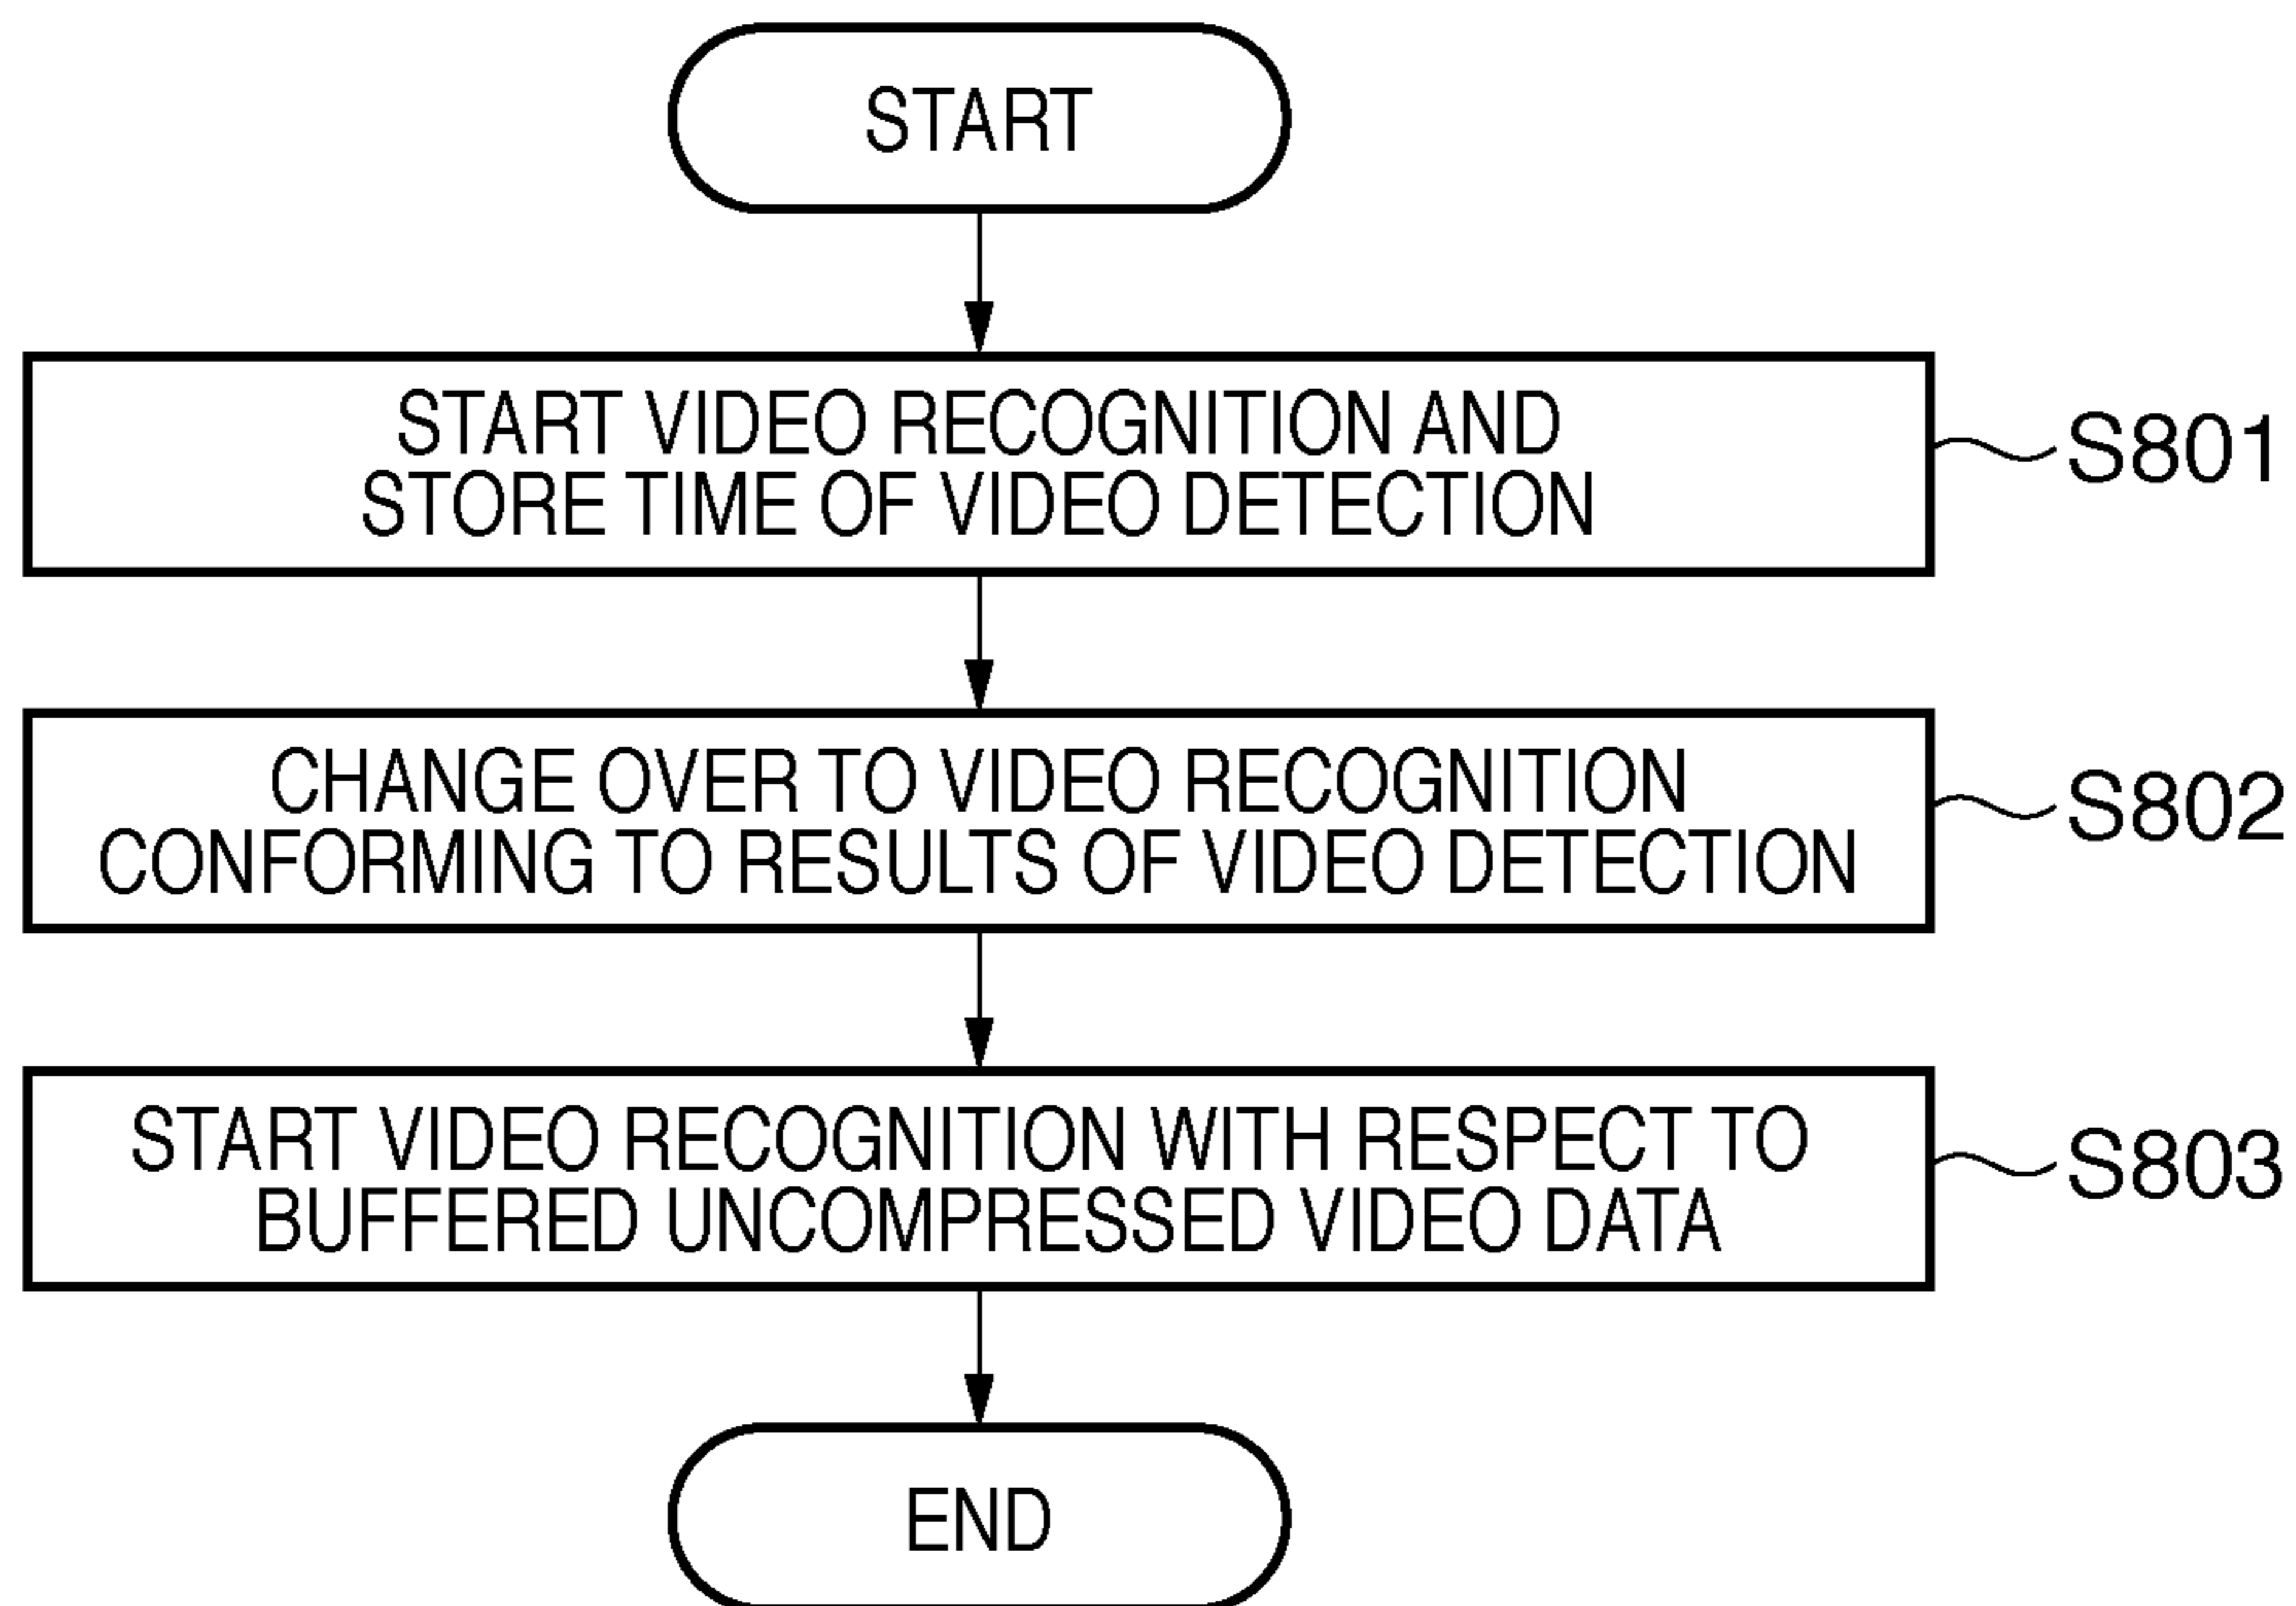 START
START VIDEO RECOGNITION AND
STORE TIME OF VIDEO DETECTION
S801
CHANGE OVER TO VIDEO RECOGNITION
CONFORMING TO RESULTS OF VIDEO DETECTION
S802
START VIDEO RECOGNITION WITH RESPECT TO
BUFFERED UNCOMPRESSED VIDEO DATA
S803
END